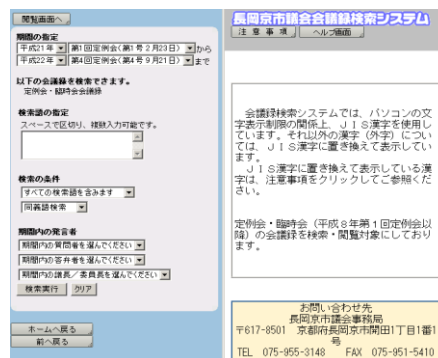 閲覧画面へ
期間の指定
平成21年 第1回定例会(第1号 2月23日) から
平成22年 第4回定例会(第4号 9月21日) まで
以下の会議録を検索できます。
定例会・臨時会会議録
検索語の指定
スペースで区切り、複数入力可能です。
検索の条件
すべての検索語を含みます
同義語検索
期間内の発言者
期間内の質問者を選んでください
期間内の答弁者を選んでください
期間内の議長/委員長を選んでください
検索実行 クリア
ホームへ戻る
前へ戻る
長岡京市議会会議録検索システム
注意事項 ヘルプ画面
会議録検索システムでは、パソコンの文
字表示制限の関係上、JIS漢字を使用し
ています。それ以外の漢字(外字)につい
ては、JIS漢字に置き換えて表示してい
ます。
JIS漢字に置き換えて表示している漢
字は、注意事項をクリックしてご参照くだ
さい。
定例会・臨時会(平成8年第1回定例会以
降)の会議録を検索・閲覧対象にしており
ます。
お問い合わせ先
長岡京市議会事務局
〒617-8501 京都府長岡京市開田1丁目1番1
号
TEL 075-955-3148 FAX 075-951-5410